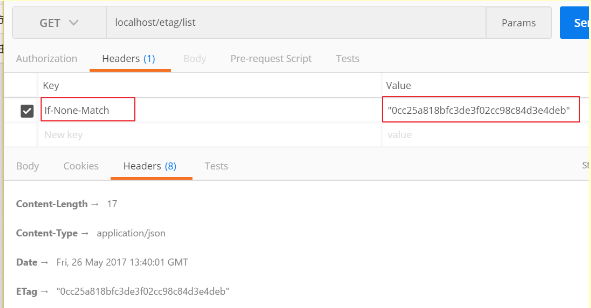 GET localhost/etag/list Params Sen
Authorization Headers (1) Body Pre-request Script Tests
Key Value
If-None-Match "0cc25a818bfc3de3f02cc98c84d3e4deb"
New key value
Body Cookies Headers (8) Tests St
Content-Length → 17
Content-Type → application/json
Date → Fri, 26 May 2017 13:40:01 GMT
ETag → "0cc25a818bfc3de3f02cc98c84d3e4deb"